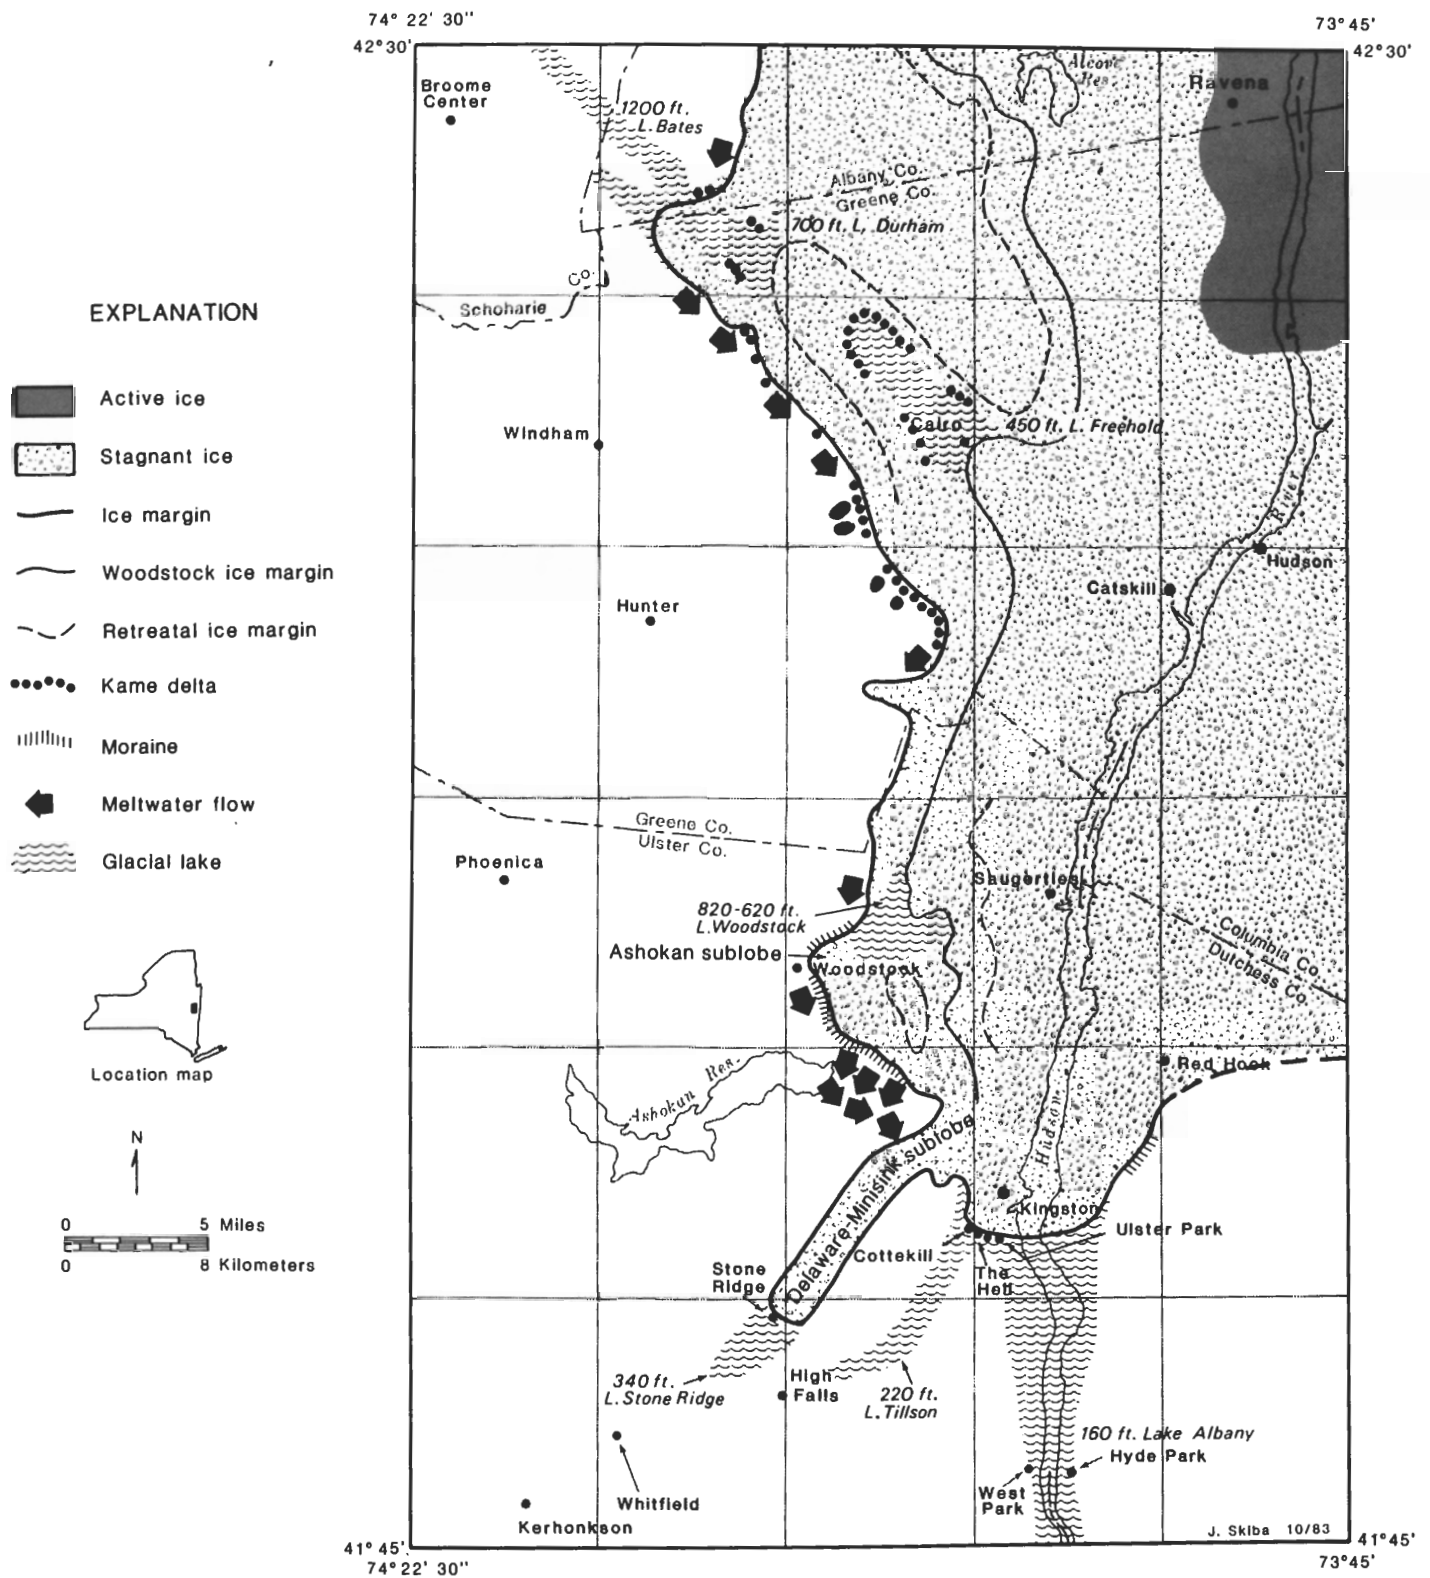 74° 22' 30"
73°45'
42°30'
42°30'
Broome
Center
1200 ft.
L. Bates
Alcove
Res.
Ravena
Albany Co.
Greene Co.
700 ft. L. Durham
Co.
Schoharie
EXPLANATION
Active ice
Stagnant ice
Ice margin
Woodstock ice margin
Retreatal ice margin
Kame delta
Moraine
Meltwater flow
Glacial lake
Windham
Cairo
450 ft. L. Freehold
River
Hudson
Catskill
Hunter
Greene Co.
Ulster Co.
Phoenica
Saugerties
820-620 ft.
L.Woodstock
Ashokan sublobe
Woodstock
Columbia Co.
Dutchess Co.
Location map
N
0 5 Miles
0 8 Kilometers
Ashokan Res.
Red Hook
Hudson
Delaware-Minisink sublobe
Kingston
Ulster Park
Cottekill
The
Hell
Stone
Ridge
340 ft.
L. Stone Ridge
High
Falls
220 ft.
L. Tillson
160 ft. Lake Albany
Hyde Park
West
Park
Whitfield
Kerhonkson
J. Skiba 10/83
41° 45'
41°45'
74° 22' 30"
73°45'